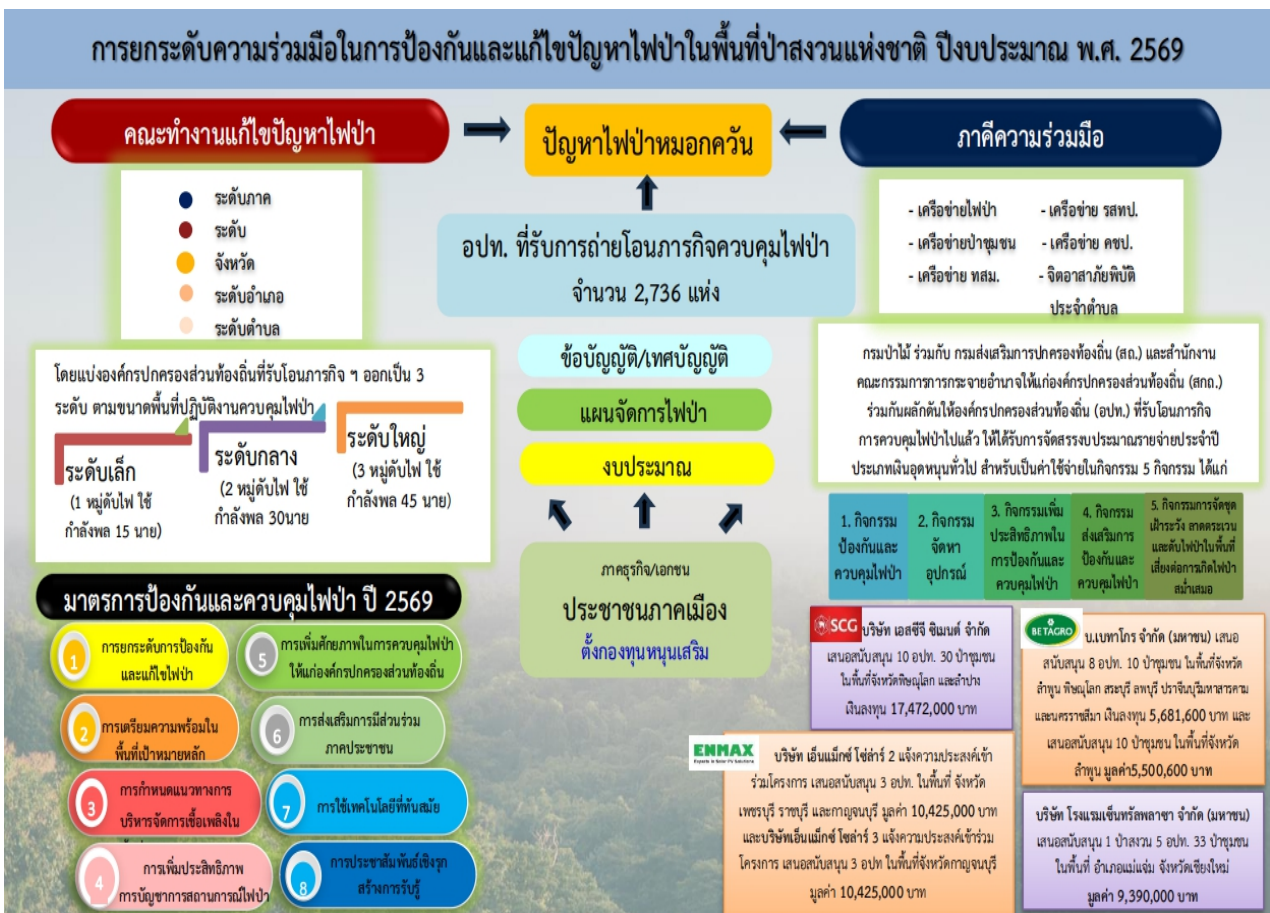 การยกระดับความร่วมมือในการป้องกันและแก้ไขปัญหาไฟป่าในพื้นที่ป่าสงวนแห่งชาติ ปีงบประมาณ พ.ศ. 2569
คณะทำงานแก้ไขปัญหาไฟป่า
ระดับภาค
ระดับ
จังหวัด
ระดับอำเภอ
ระดับตำบล
โดยแบ่งองค์กรปกครองส่วนท้องถิ่นที่รับโอนภารกิจ ฯ ออกเป็น 3
ระดับ ตามขนาดพื้นที่ปฏิบัติงานควบคุมไฟป่า
ระดับเล็ก
(1 หมู่ดับไฟ ใช้
กำลังพล 15 นาย)
ระดับกลาง
(2 หมู่ดับไฟ ใช้
กำลังพล 30นาย
ระดับใหญ่
(3 หมู่ดับไฟ ใช้
กำลังพล 45 นาย)
มาตรการป้องกันและควบคุมไฟป่า ปี 2569
1
การยกระดับการป้องกัน
และแก้ไขไฟป่า
2
การเตรียมความพร้อมใน
พื้นที่เป้าหมายหลัก
3
การกำหนดแนวทางการ
บริหารจัดการเชื้อเพลิงใน
4
การเพิ่มประสิทธิภาพ
การบัญชาการสถานการณ์ไฟป่า
5
การเพิ่มศักยภาพในการควบคุมไฟป่า
ให้แก่องค์กรปกครองส่วนท้องถิ่น
6
การส่งเสริมการมีส่วนร่วม
ภาคประชาชน
7
การใช้เทคโนโลยีที่ทันสมัย
8
การประชาสัมพันธ์เชิงรุก
สร้างการรับรู้
ปัญหาไฟป่าหมอกควัน
อปท. ที่รับการถ่ายโอนภารกิจควบคุมไฟป่า
จำนวน 2,736 แห่ง
ข้อบัญญัติ/เทศบัญญัติ
แผนจัดการไฟป่า
งบประมาณ
ภาคธุรกิจ/เอกชน
ประชาชนภาคเมือง
ตั้งกองทุนหนุนเสริม
ภาคีความร่วมมือ
- เครือข่ายไฟป่า
- เครือข่ายป่าชุมชน
- เครือข่าย ทสม.
- เครือข่าย รสทป.
- เครือข่าย คชป.
- จิตอาสาภัยพิบัติ
ประจำตำบล
กรมป่าไม้ ร่วมกับ กรมส่งเสริมการปกครองท้องถิ่น (สถ.) และสำนักงาน
คณะกรรมการการกระจายอำนาจให้แก่องค์กรปกครองส่วนท้องถิ่น (สกถ.)
ร่วมกันผลักดันให้องค์กรปกครองส่วนท้องถิ่น (อปท.) ที่รับโอนภารกิจ
การควบคุมไฟป่าไปแล้ว ให้ได้รับการจัดสรรงบประมาณรายจ่ายประจำปี
ประเภทเงินอุดหนุนทั่วไป สำหรับเป็นค่าใช้จ่ายในกิจกรรม 5 กิจกรรม ได้แก่
1. กิจกรรม
ป้องกันและ
ควบคุมไฟป่า
2. กิจกรรม
จัดหา
อุปกรณ์
3. กิจกรรมเพิ่ม
ประสิทธิภาพใน
การป้องกันและ
ควบคุมไฟป่า
4. กิจกรรม
ส่งเสริมการ
ป้องกันและ
ควบคุมไฟป่า
5. กิจกรรมการจัดชุด
เฝ้าระวัง ลาดตระเวน
และดับไฟป่าในพื้นที่
เสี่ยงต่อการเกิดไฟป่า
สม่ำเสมอ
SCG
บริษัท เอสซีจี ซิเมนต์ จำกัด
เสนอสนับสนุน 10 อปท. 30 ป่าชุมชน
ในพื้นที่จังหวัดพิษณุโลก และลำปาง
เงินลงทุน 17,472,000 บาท
BETAGRO
บ.เบทาโกร จำกัด (มหาชน) เสนอ
สนับสนุน 8 อปท. 10 ป่าชุมชน ในพื้นที่จังหวัด
ลำพูน พิษณุโลก สระบุรี ลพบุรี ปราจีนบุรีมหาสารคาม
และนครราชสีมา เงินลงทุน 5,681,600 บาท และ
เสนอสนับสนุน 10 ป่าชุมชน ในพื้นที่จังหวัด
ลำพูน มูลค่า5,500,600 บาท
ENMAX
Experts in Solar PV Solutions
บริษัท เอ็นแม็กซ์ โซล่าร์ 2 แจ้งความประสงค์เข้า
ร่วมโครงการ เสนอสนับสนุน 3 อปท. ในพื้นที่ จังหวัด
เพชรบุรี ราชบุรี และกาญจนบุรี มูลค่า 10,425,000 บาท
และบริษัทเอ็นแม็กซ์ โซล่าร์ 3 แจ้งความประสงค์เข้าร่วม
โครงการ เสนอสนับสนุน 3 อปท ในพื้นที่จังหวัดกาญจนบุรี
มูลค่า 10,425,000 บาท
บริษัท โรงแรมเซ็นทรัลพลาซา จำกัด (มหาชน)
เสนอสนับสนุน 1 ป่าสงวน 5 อปท. 33 ป่าชุมชน
ในพื้นที่ อำเภอแม่แจ่ม จังหวัดเชียงใหม่
มูลค่า 9,390,000 บาท